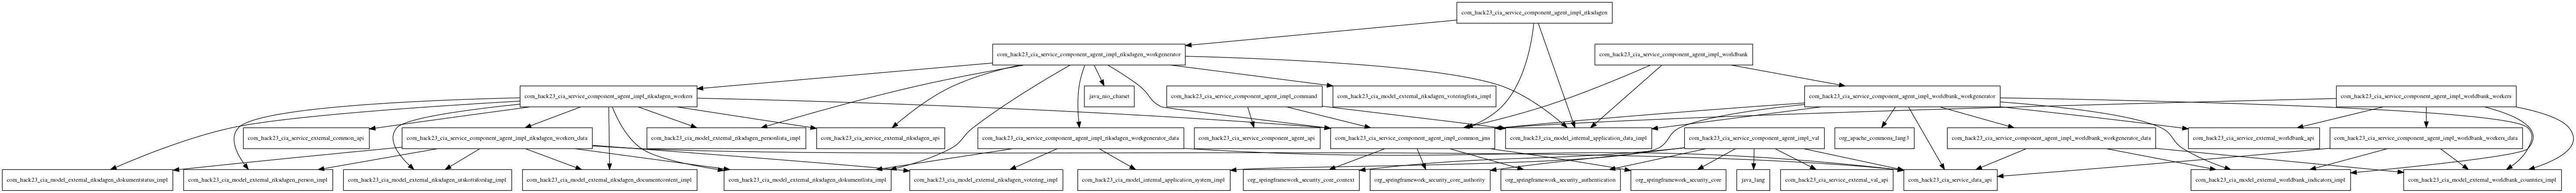 com_hack23_cia_service_component_agent_impl_riksdagen
com_hack23_cia_service_component_agent_impl_riksdagen_workgenerator
com_hack23_cia_service_component_agent_impl_worldbank
com_hack23_cia_service_component_agent_impl_riksdagen_workers
java_nio_charset
com_hack23_cia_service_component_agent_impl_command
com_hack23_cia_model_external_riksdagen_voteringlista_impl
com_hack23_cia_service_component_agent_impl_worldbank_workgenerator
com_hack23_cia_service_component_agent_impl_worldbank_workers
com_hack23_cia_service_external_common_api
com_hack23_cia_service_component_agent_impl_riksdagen_workers_data
com_hack23_cia_model_external_riksdagen_personlista_impl
com_hack23_cia_service_external_riksdagen_api
com_hack23_cia_service_component_agent_impl_riksdagen_workgenerator_data
com_hack23_cia_service_component_agent_api
com_hack23_cia_service_component_agent_impl_common_jms
com_hack23_cia_model_internal_application_data_impl
com_hack23_cia_service_component_agent_impl_val
org_apache_commons_lang3
com_hack23_cia_service_component_agent_impl_worldbank_workgenerator_data
com_hack23_cia_service_external_worldbank_api
com_hack23_cia_service_component_agent_impl_worldbank_workers_data
com_hack23_cia_model_external_riksdagen_dokumentstatus_impl
com_hack23_cia_model_external_riksdagen_person_impl
com_hack23_cia_model_external_riksdagen_utskottsforslag_impl
com_hack23_cia_model_external_riksdagen_documentcontent_impl
com_hack23_cia_model_external_riksdagen_dokumentlista_impl
com_hack23_cia_model_external_riksdagen_votering_impl
com_hack23_cia_model_internal_application_system_impl
org_springframework_security_core_context
org_springframework_security_core_authority
org_springframework_security_authentication
org_springframework_security_core
java_lang
com_hack23_cia_service_external_val_api
com_hack23_cia_service_data_api
com_hack23_cia_model_external_worldbank_indicators_impl
com_hack23_cia_model_external_worldbank_countries_impl